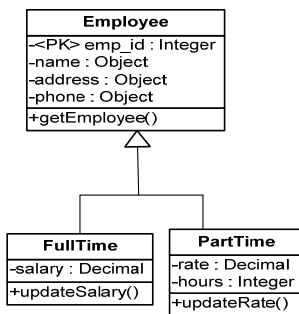 Employee
-<PK> emp_id : Integer
-name : Object
-address : Object
-phone : Object
+getEmployee()
FullTime
-salary : Decimal
+updateSalary()
PartTime
-rate : Decimal
-hours : Integer
+updateRate()